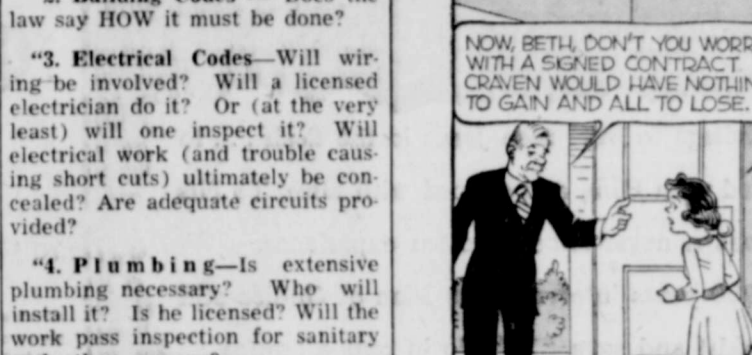 law say HOW it must be done?
"3. Electrical Codes—Will wir-
ing be involved? Will a licensed
electrician do it? Or (at the very
least) will one inspect it? Will
electrical work (and trouble caus-
ing short cuts) ultimately be con-
cealed? Are adequate circuits pro-
vided?
"4. Plumbing—Is extensive
plumbing necessary? Who will
install it? Is he licensed? Will the
work pass inspection for sanitary
NOW, BETH, DON'T YOU WORR
WITH A SIGNED CONTRACT
CRAVEN WOULD HAVE NOTHIN
TO GAIN AND ALL TO LOSE.